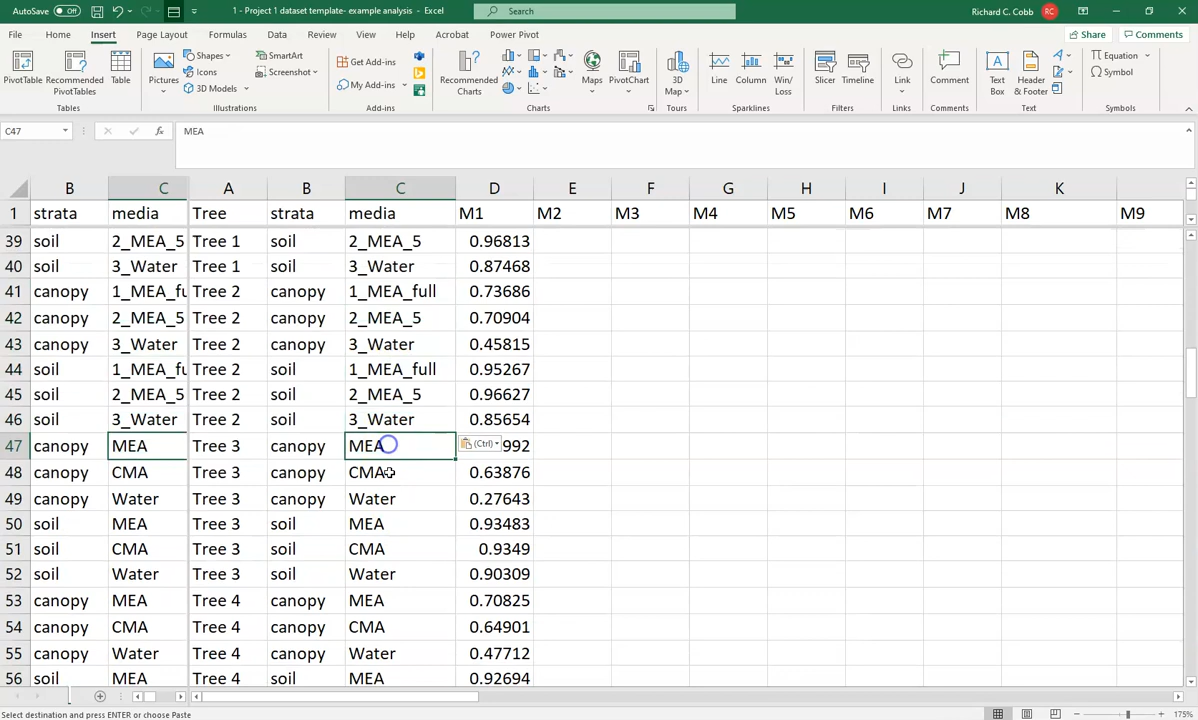 AutoSave Off 1 - Project 1 dataset template- example analysis - Excel Search Richard C. Cobb RC
File Home Insert Page Layout Formulas Data Review View Help Acrobat Power Pivot Share Comments
PivotTable Recommended PivotTables Table Pictures Shapes Icons 3D Models SmartArt Screenshot Get Add-ins My Add-ins Recommended Charts Maps PivotChart 3D Map Line Column Win/Loss Slicer Timeline Link Comment Text Box Header & Footer Equation Symbol
Tables Illustrations Add-ins Charts Tours Sparklines Filters Links Comments Text Symbols
C47 fx MEA
B C A B C D E F G H I J K
1 strata media Tree strata media M1 M2 M3 M4 M5 M6 M7 M8 M9
39 soil 2_MEA_5 Tree 1 soil 2_MEA_5 0.96813
40 soil 3_Water Tree 1 soil 3_Water 0.87468
41 canopy 1_MEA_fu Tree 2 canopy 1_MEA_full 0.73686
42 canopy 2_MEA_5 Tree 2 canopy 2_MEA_5 0.70904
43 canopy 3_Water Tree 2 canopy 3_Water 0.45815
44 soil 1_MEA_fu Tree 2 soil 1_MEA_full 0.95267
45 soil 2_MEA_5 Tree 2 soil 2_MEA_5 0.96627
46 soil 3_Water Tree 2 soil 3_Water 0.85654
47 canopy MEA Tree 3 canopy MEA (Ctrl) 992
48 canopy CMA Tree 3 canopy CMA 0.63876
49 canopy Water Tree 3 canopy Water 0.27643
50 soil MEA Tree 3 soil MEA 0.93483
51 soil CMA Tree 3 soil CMA 0.9349
52 soil Water Tree 3 soil Water 0.90309
53 canopy MEA Tree 4 canopy MEA 0.70825
54 canopy CMA Tree 4 canopy CMA 0.64901
55 canopy Water Tree 4 canopy Water 0.47712
56 soil MEA Tree 4 soil MEA 0.92694
Select destination and press ENTER or choose Paste 175%